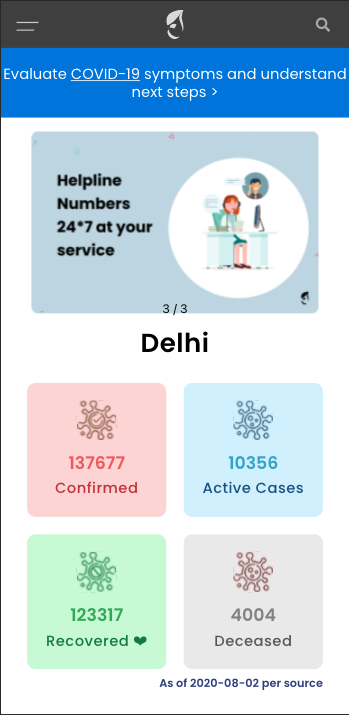 Evaluate COVID-19 symptoms and understand
next steps >
Helpline
Numbers
24*7 at your
service
3 / 3
Delhi
137677
Confirmed
10356
Active Cases
123317
Recovered ❤
4004
Deceased
As of 2020-08-02 per source